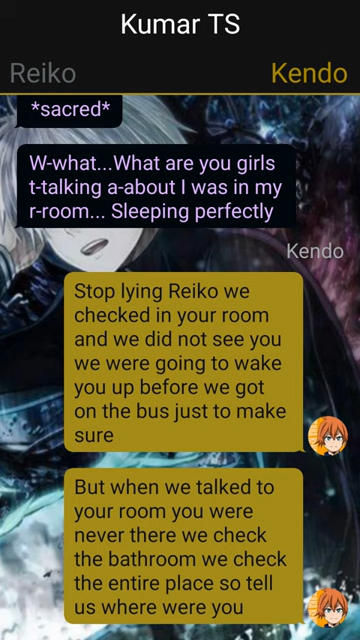 Kumar TS
Reiko
Kendo
*sacred*
W-what...What are you girls
t-talking a-about I was in my
r-room... Sleeping perfectly
Kendo
Stop lying Reiko we
checked in your room
and we did not see you
we were going to wake
you up before we got
on the bus just to make
sure
But when we talked to
your room you were
never there we check
the bathroom we check
the entire place so tell
us where were you